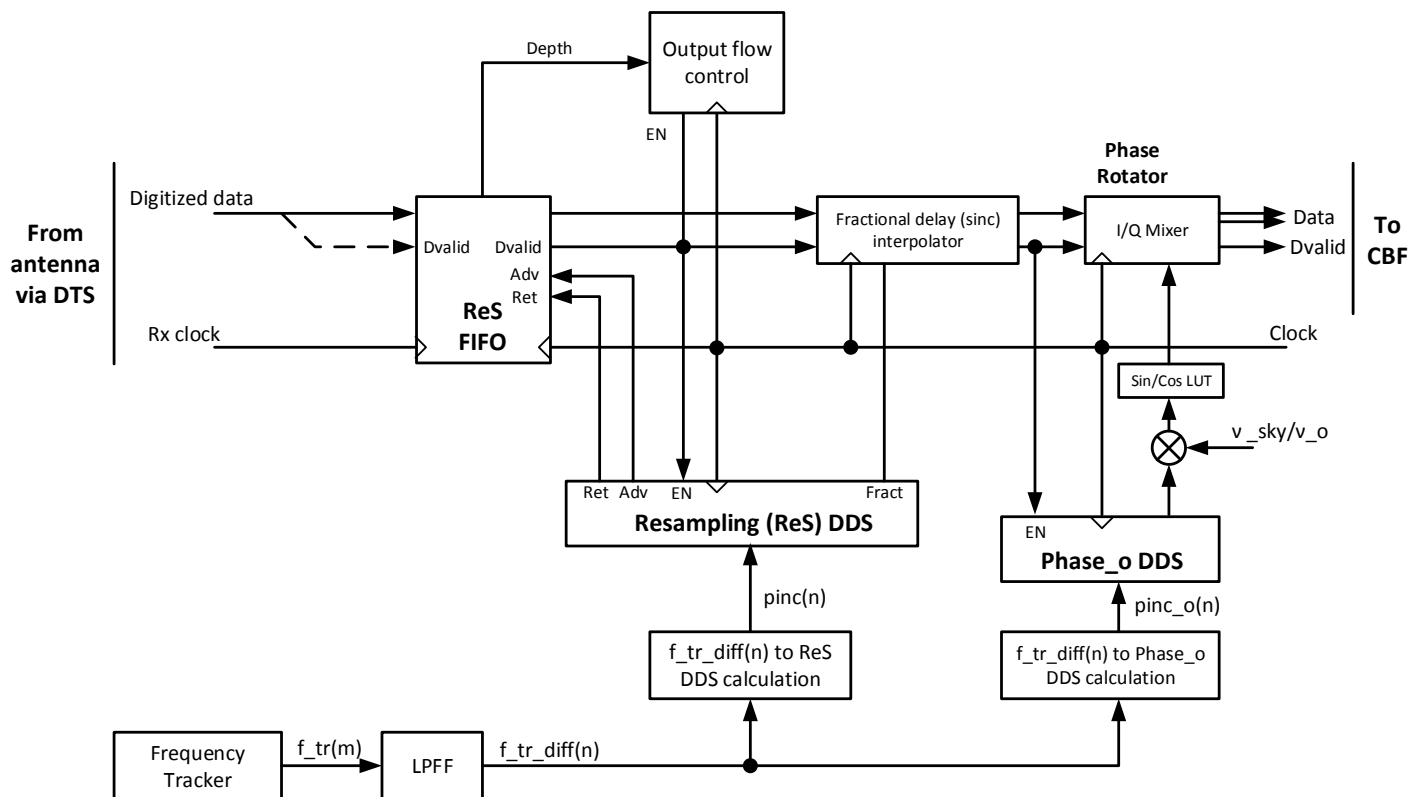 Output flow
control
Depth
EN
Phase
Rotator
From
antenna
via DTS
Digitized data
Dvalid
Dvalid
Adv
Ret
ReS
FIFO
Rx clock
Fractional delay (sinc)
interpolator
I/Q Mixer
Data
Dvalid
To
CBF
Clock
Sin/Cos LUT
ν _sky/ν_o
Ret
Adv
EN
Fract
Resampling (ReS) DDS
EN
Phase_o DDS
pinc(n)
pinc_o(n)
f_tr_diff(n) to ReS
DDS calculation
f_tr_diff(n) to Phase_o
DDS calculation
Frequency
Tracker
f_tr(m)
LPFF
f_tr_diff(n)